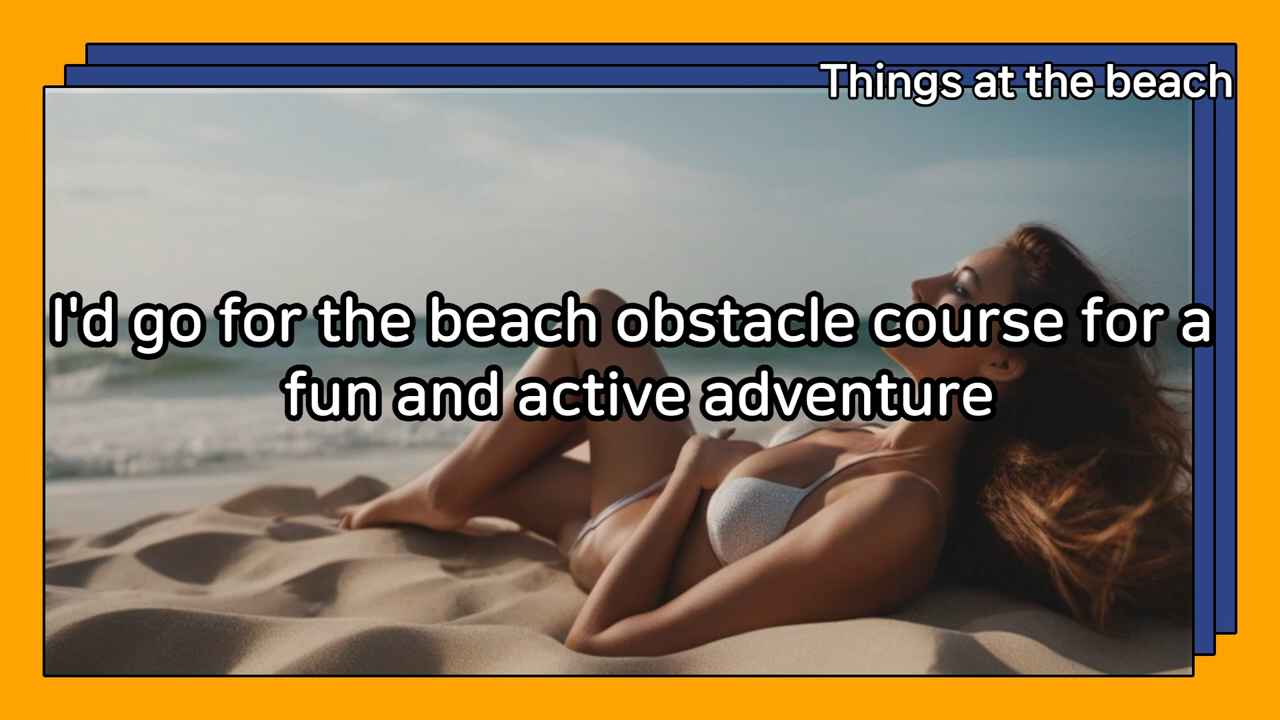 Things at the beach
I'd go for the beach obstacle course for a
fun and active adventure